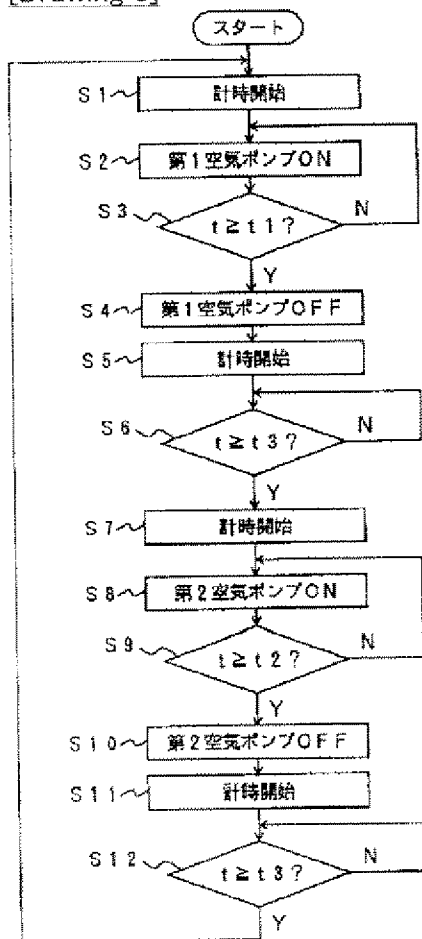 スタート
S1 計時開始
S2 第1空気ポンプON
S3 t≧t1? N
Y
S4 第1空気ポンプOFF
S5 計時開始
S6 t≧t3? N
Y
S7 計時開始
S8 第2空気ポンプON
S9 t≧t2? N
Y
S10 第2空気ポンプOFF
S11 計時開始
S12 t≧t3? N
Y